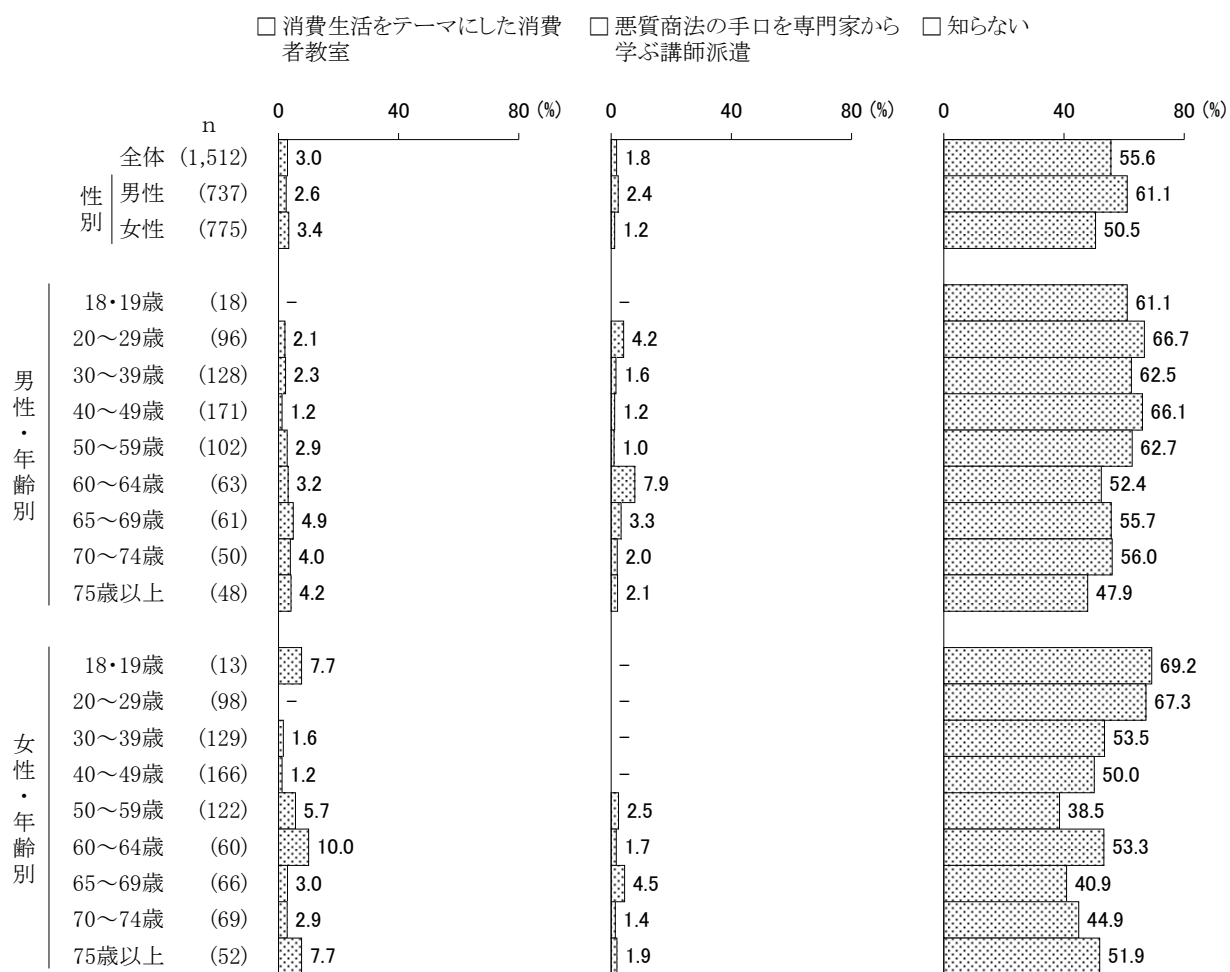 □ 消費生活をテーマにした消費者教室
□ 悪質商法の手口を専門家から学ぶ講師派遣
□ 知らない
0 40 80 (%) 0 40 80 (%) 0 40 80 (%)
n
全体 (1,512) 3.0 1.8 55.6
性別
男性 (737) 2.6 2.4 61.1
女性 (775) 3.4 1.2 50.5
男性・年齢別
18・19歳 (18) － － 61.1
20～29歳 (96) 2.1 4.2 66.7
30～39歳 (128) 2.3 1.6 62.5
40～49歳 (171) 1.2 1.2 66.1
50～59歳 (102) 2.9 1.0 62.7
60～64歳 (63) 3.2 7.9 52.4
65～69歳 (61) 4.9 3.3 55.7
70～74歳 (50) 4.0 2.0 56.0
75歳以上 (48) 4.2 2.1 47.9
女性・年齢別
18・19歳 (13) 7.7 － 69.2
20～29歳 (98) － － 67.3
30～39歳 (129) 1.6 － 53.5
40～49歳 (166) 1.2 － 50.0
50～59歳 (122) 5.7 2.5 38.5
60～64歳 (60) 10.0 1.7 53.3
65～69歳 (66) 3.0 4.5 40.9
70～74歳 (69) 2.9 1.4 44.9
75歳以上 (52) 7.7 1.9 51.9